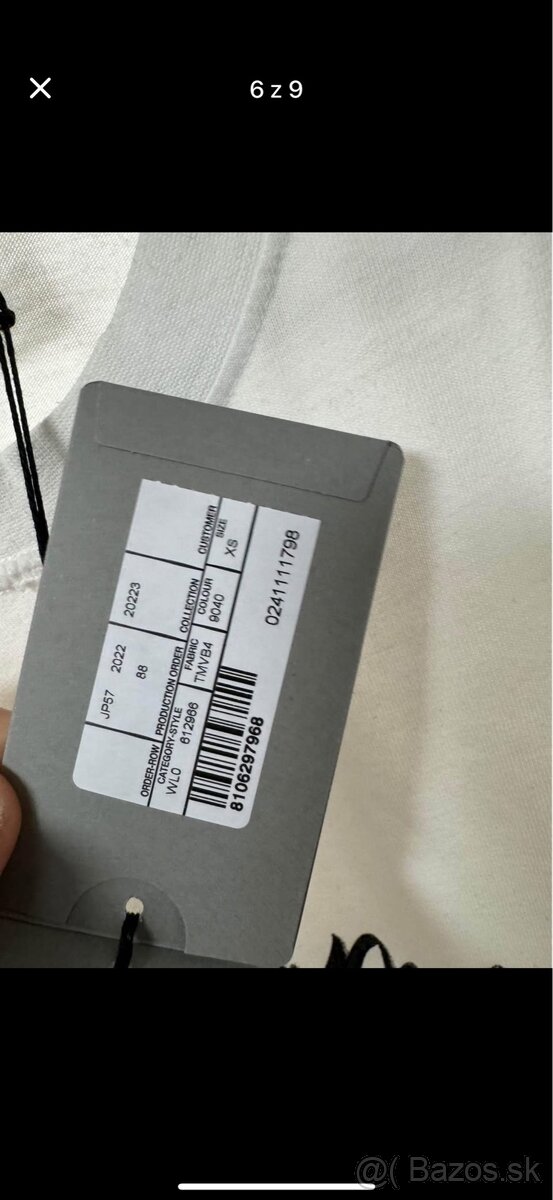 6 z 9
ORDER-ROW PRODUCTION ORDER COLLECTION CUSTOMER
JP57 2022 20223
88
CATEGORY-STYLE FABRIC COLOUR SIZE
WL0 612966 TMVB4 9040 XS
8106297968
0241111798
@( Bazos.sk